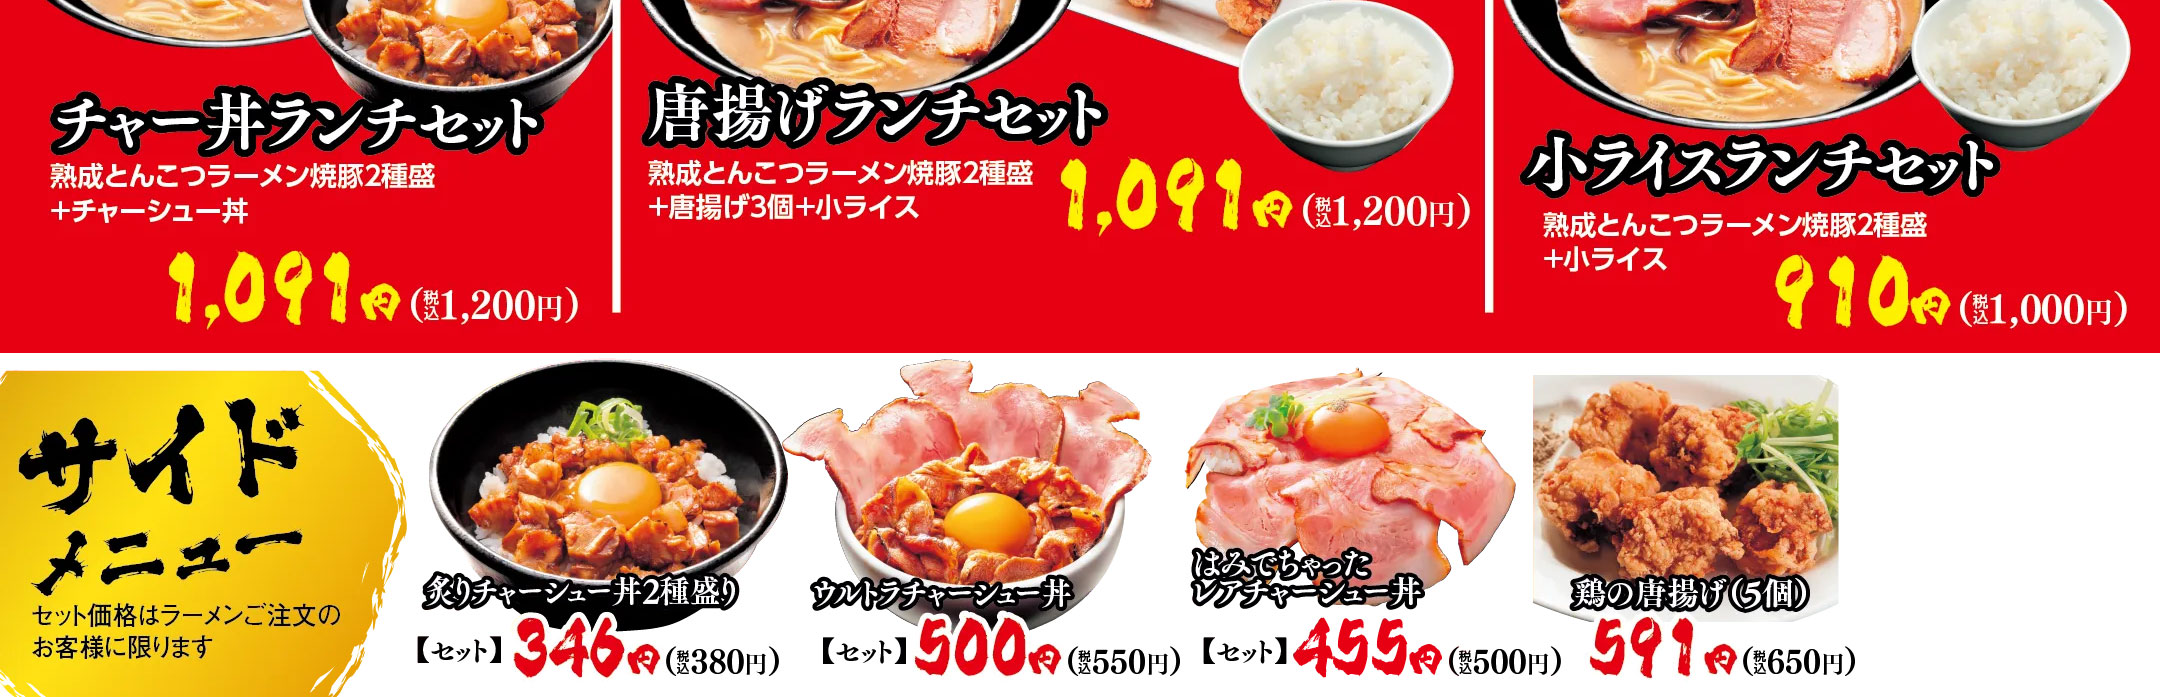 チャー丼ランチセット
熟成とんこつラーメン焼豚2種盛
+チャーシュー丼
1,091円(税込1,200円)
唐揚げランチセット
熟成とんこつラーメン焼豚2種盛
+唐揚げ3個+小ライス
1,091円(税込1,200円)
小ライスランチセット
熟成とんこつラーメン焼豚2種盛
+小ライス
910円(税込1,000円)
サイド
メニュー
セット価格はラーメンご注文の
お客様に限ります
炙りチャーシュー丼2種盛り
【セット】346円(税込380円)
ウルトラチャーシュー丼
【セット】500円(税込550円)
はみでちゃった
レアチャーシュー丼
【セット】455円(税込500円)
鶏の唐揚げ(5個)
591円(税込650円)